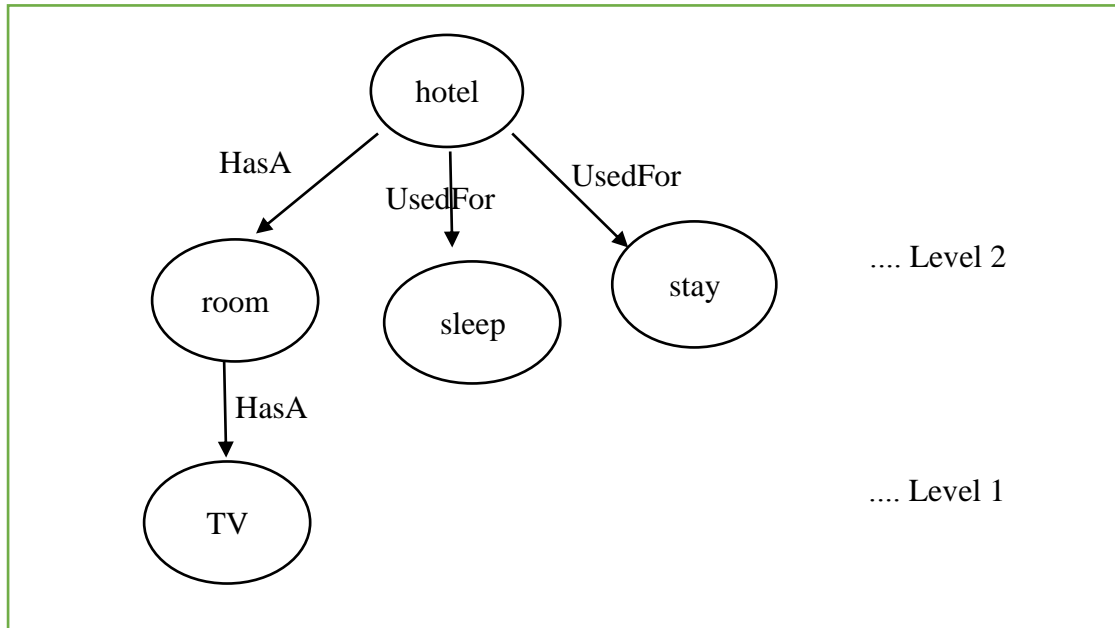 hotel
HasA
UsedFor
UsedFor
.... Level 2
room
sleep
stay
HasA
.... Level 1
TV